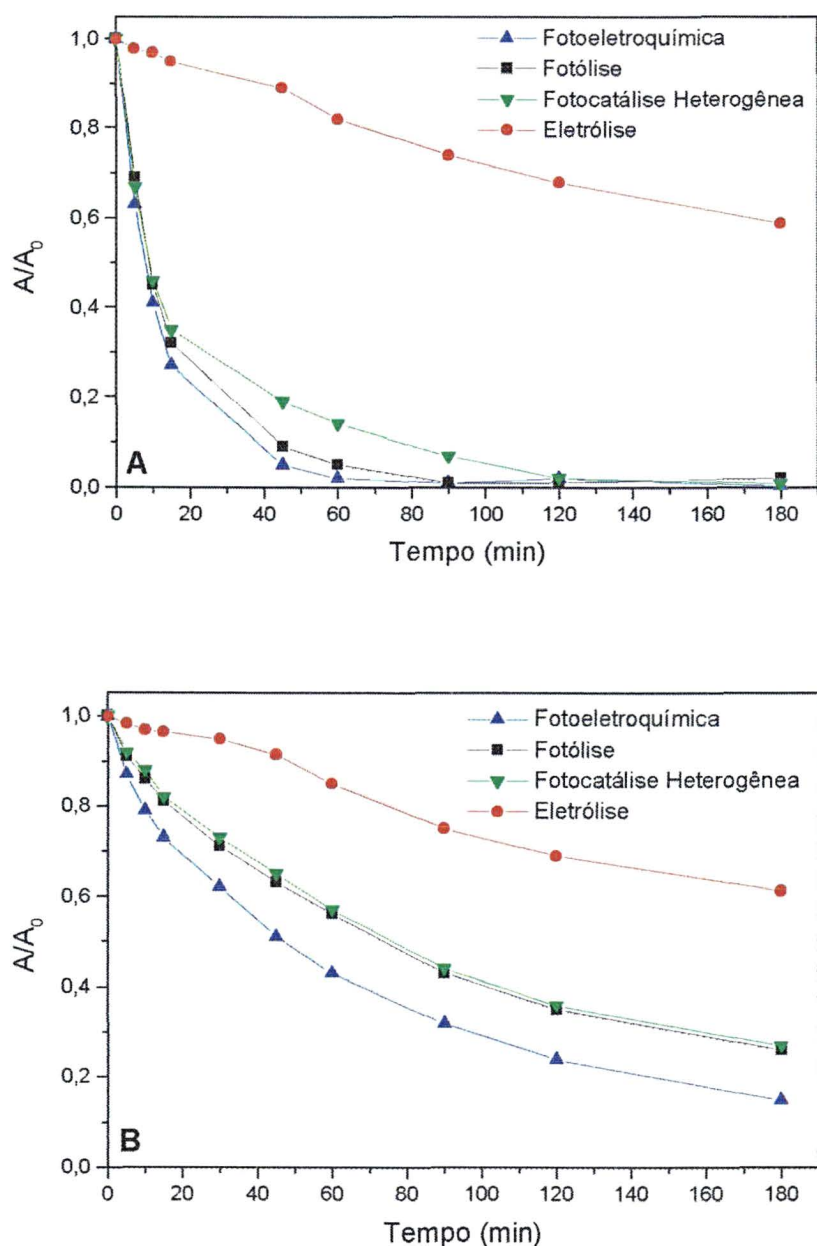 1,0
0,8
0,6
0,4
0,2
0,0
A/A0
Fotoeletroquímica
Fotólise
Fotocatálise Heterogênea
Eletrólise
A
0 20 40 60 80 100 120 140 160 180
Tempo (min)
1,0
0,8
0,6
0,4
0,2
0,0
A/A0
Fotoeletroquímica
Fotólise
Fotocatálise Heterogênea
Eletrólise
B
0 20 40 60 80 100 120 140 160 180
Tempo (min)